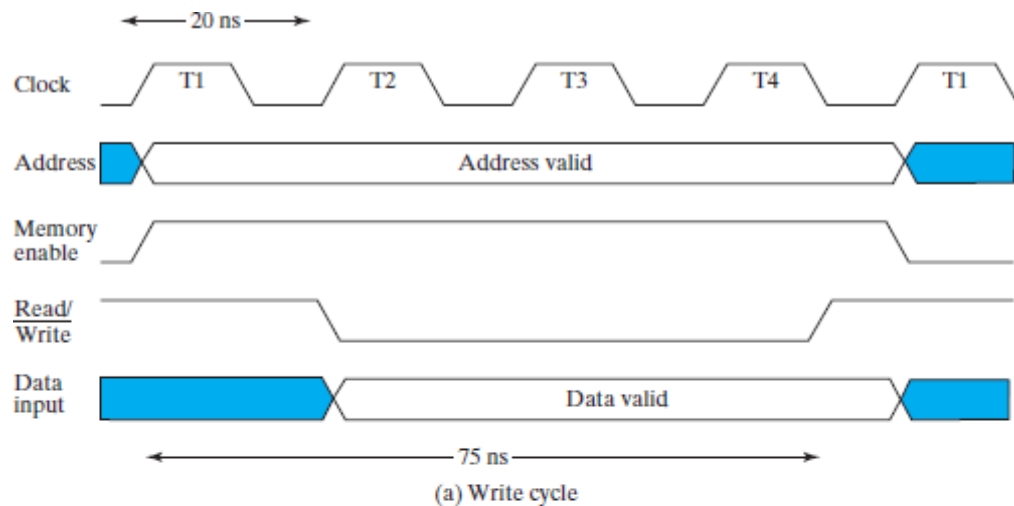 20 ns
Clock T1 T2 T3 T4 T1
Address Address valid
Memory
enable
Read/
Write
Data
input Data valid
75 ns
(a) Write cycle